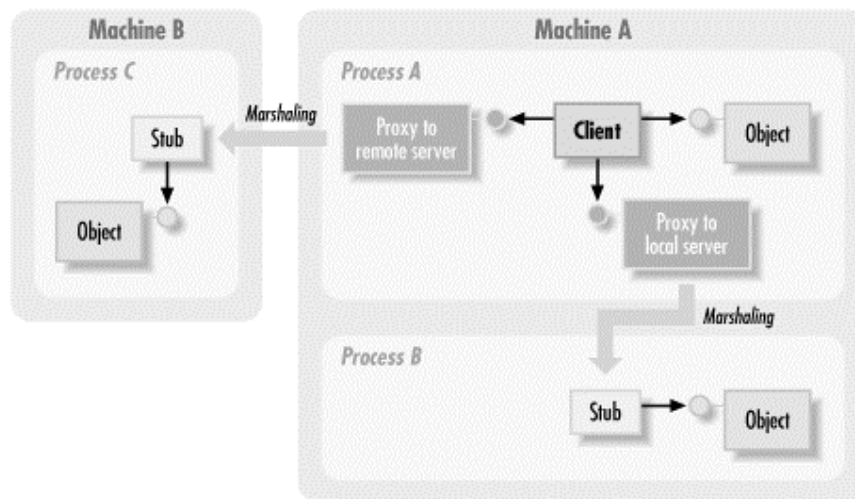 Machine B
Machine A
Process C
Process A
Marshaling
Stub
Proxy to
remote server
Client
Object
Object
Proxy to
local server
Marshaling
Process B
Stub
Object